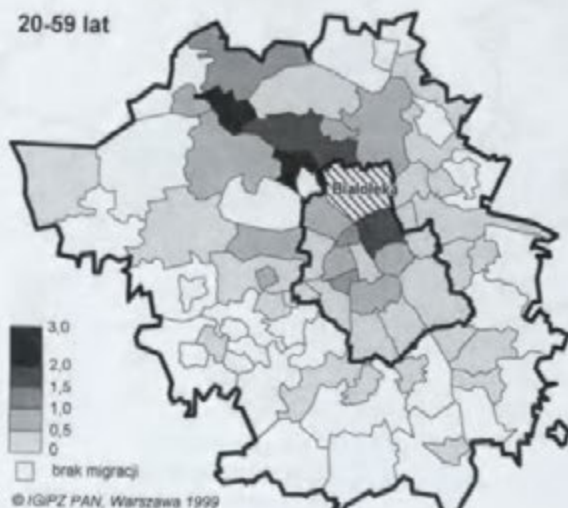 20-59 lat
Białołęka
3,0
2,0
1,5
1,0
0,5
0
brak migracji
© IGiPZ PAN, Warszawa 1999